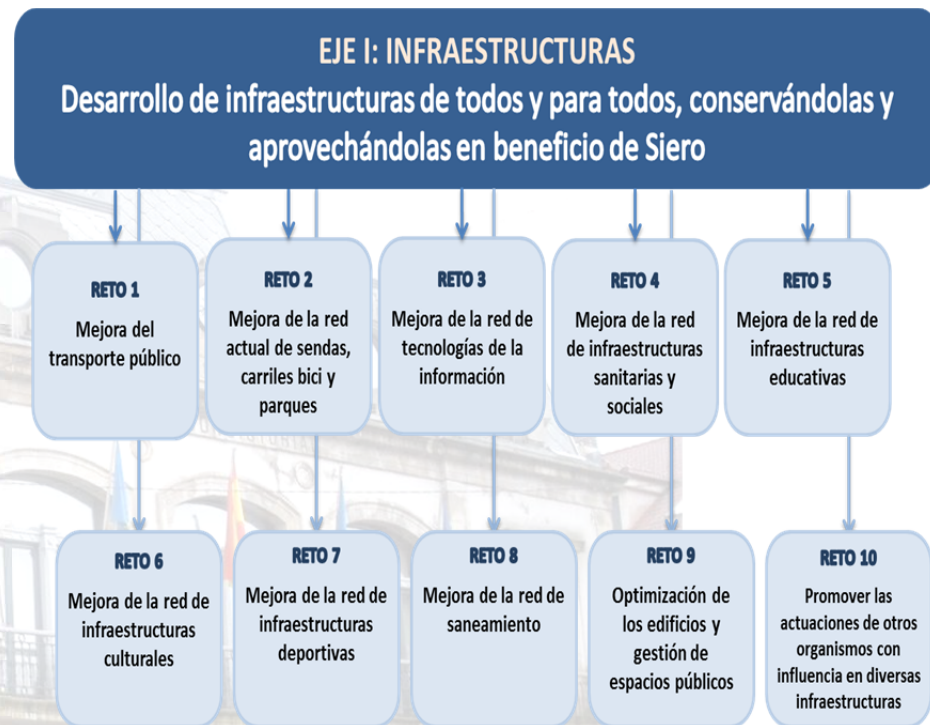 EJE I: INFRAESTRUCTURAS
Desarrollo de infraestructuras de todos y para todos, conservándolas y
aprovechándolas en beneficio de Siero
RETO 1
Mejora del
transporte público
RETO 2
Mejora de la red
actual de sendas,
carriles bici y
parques
RETO 3
Mejora de la red de
tecnologías de la
información
RETO 4
Mejora de la red
de infraestructuras
sanitarias y
sociales
RETO 5
Mejora de la red de
infraestructuras
educativas
RETO 6
Mejora de la red de
infraestructuras
culturales
RETO 7
Mejora de la red de
infraestructuras
deportivas
RETO 8
Mejora de la red de
saneamiento
RETO 9
Optimización de
los edificios y
gestión de
espacios públicos
RETO 10
Promover las
actuaciones de otros
organismos con
influencia en diversas
infraestructuras